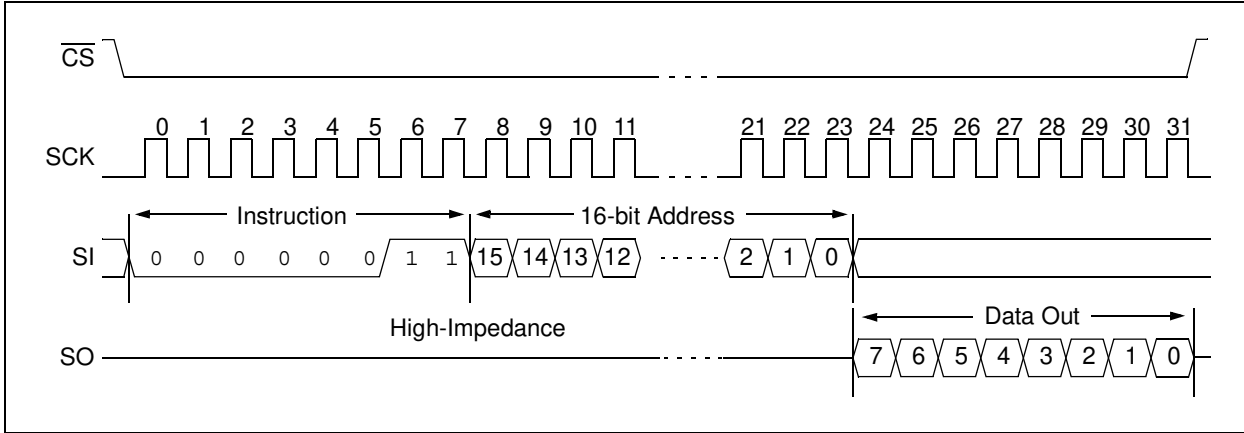 CS
0 1 2 3 4 5 6 7 8 9 10 11 21 22 23 24 25 26 27 28 29 30 31
SCK
Instruction 16-bit Address
SI 0 0 0 0 0 0 1 1 15 14 13 12 2 1 0
High-Impedance Data Out
SO 7 6 5 4 3 2 1 0